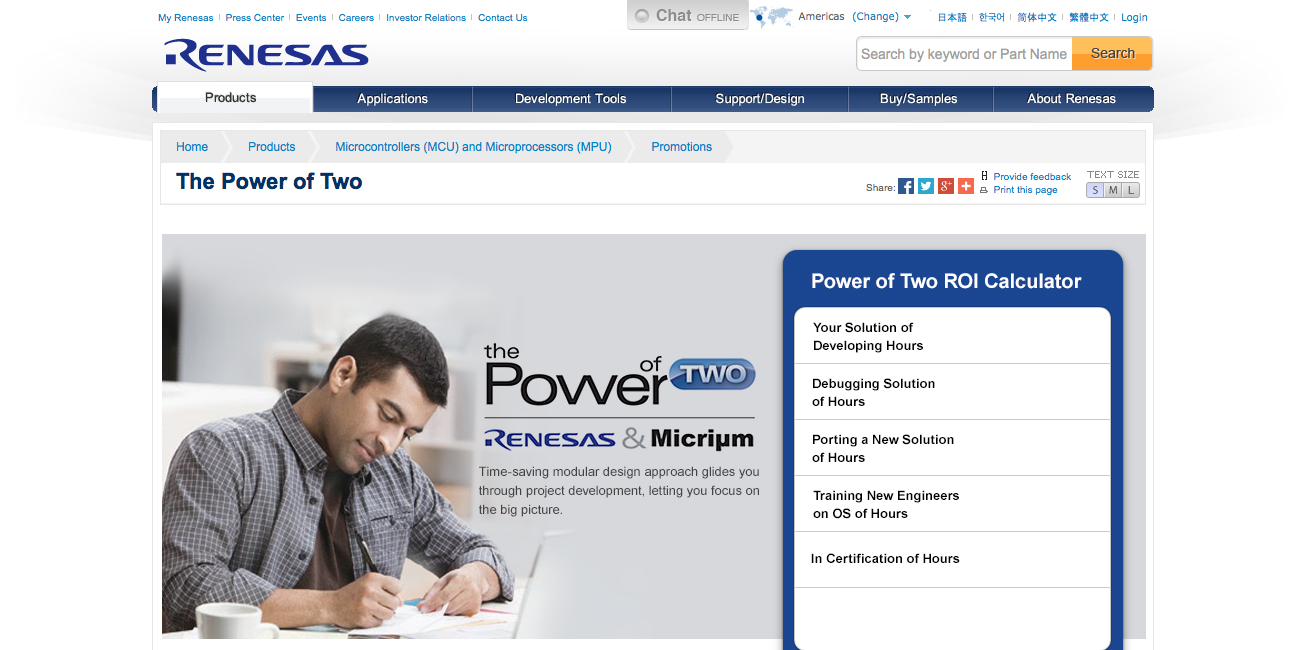 My Renesas Press Center Events Careers Investor Relations Contact Us
Chat OFFLINE
Americas (Change)
日本語 한국어 简体中文 繁體中文 Login
RENESAS
Search by keyword or Part Name Search
Products Applications Development Tools Support/Design Buy/Samples About Renesas
Home Products Microcontrollers (MCU) and Microprocessors (MPU) Promotions
The Power of Two
Share:
Provide feedback
Print this page
TEXT SIZE
S M L
the
Power of TWO
RENESAS & Micriμm
Time-saving modular design approach glides you
through project development, letting you focus on
the big picture.
Power of Two ROI Calculator
Your Solution of
Developing Hours
Debugging Solution
of Hours
Porting a New Solution
of Hours
Training New Engineers
on OS of Hours
In Certification of Hours